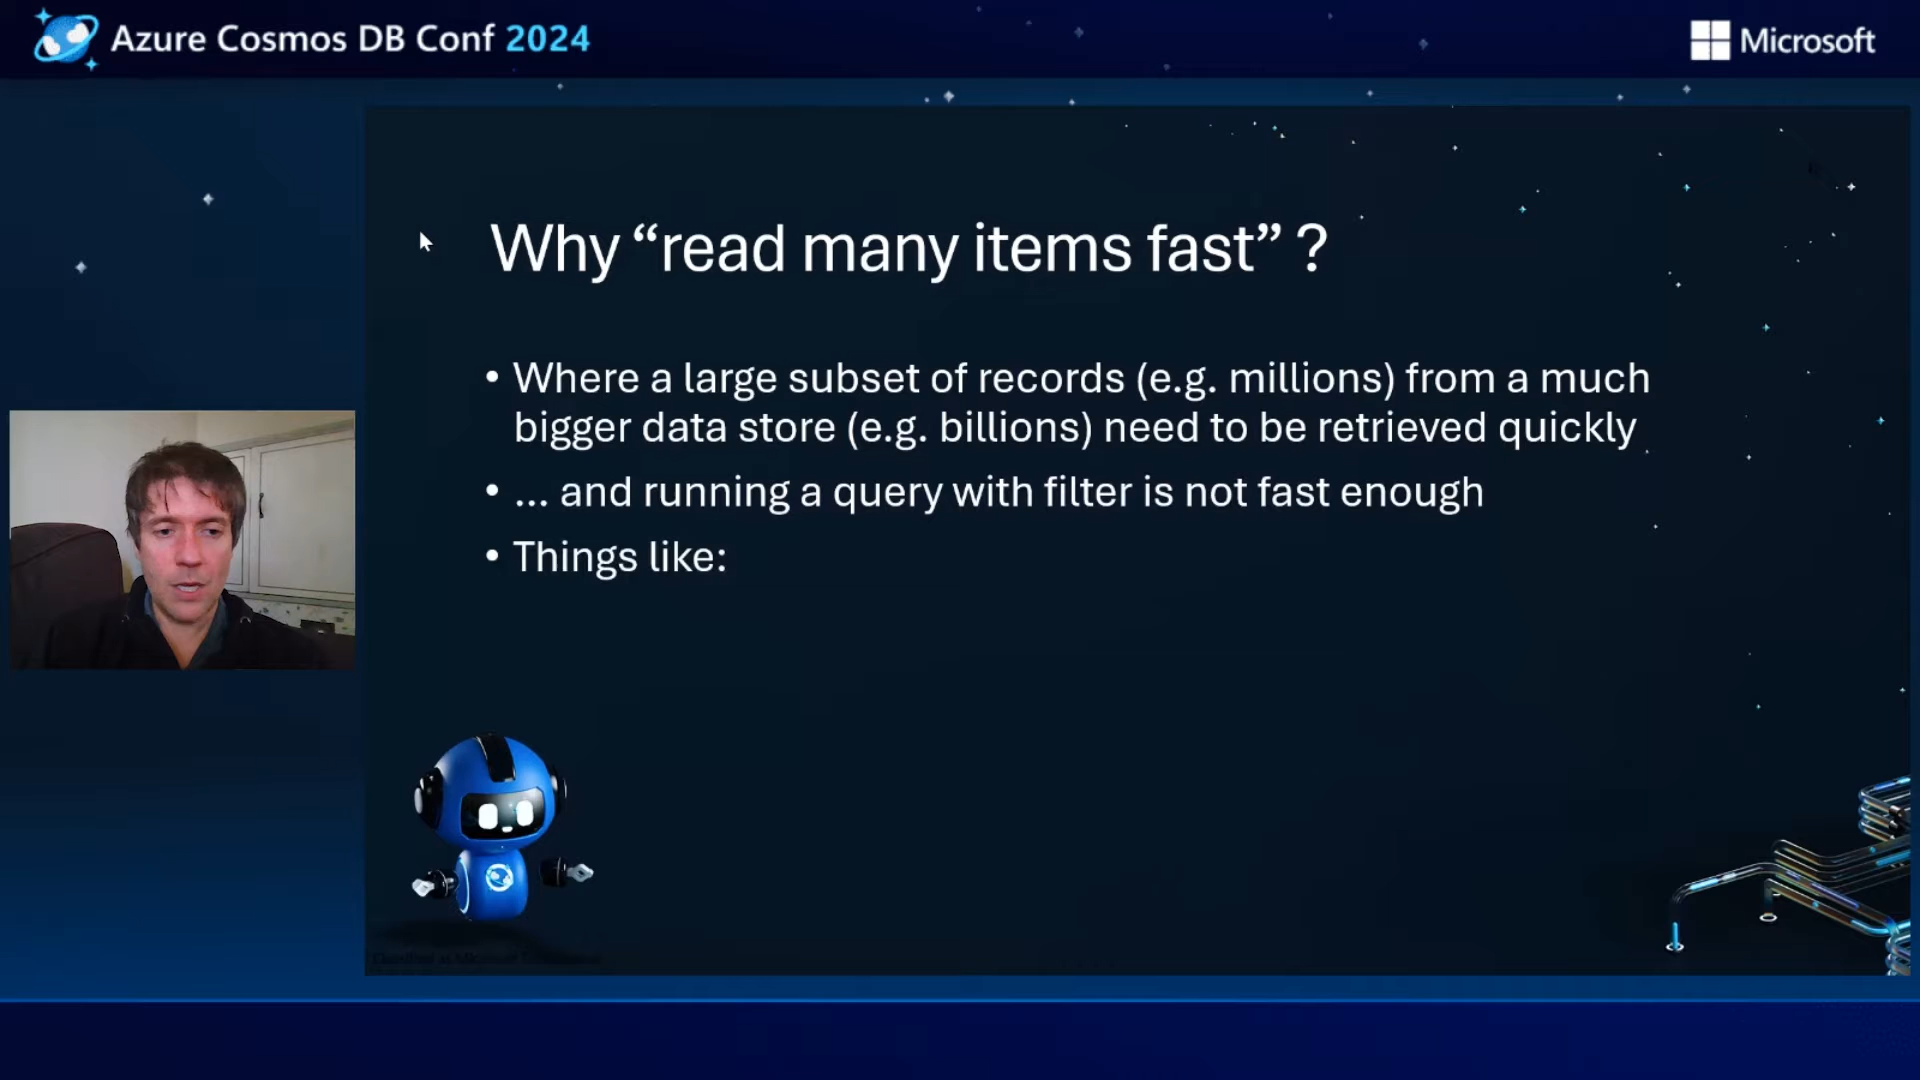 Azure Cosmos DB Conf 2024
Microsoft
Why “read many items fast” ?
• Where a large subset of records (e.g. millions) from a much
bigger data store (e.g. billions) need to be retrieved quickly
• ... and running a query with filter is not fast enough
• Things like: